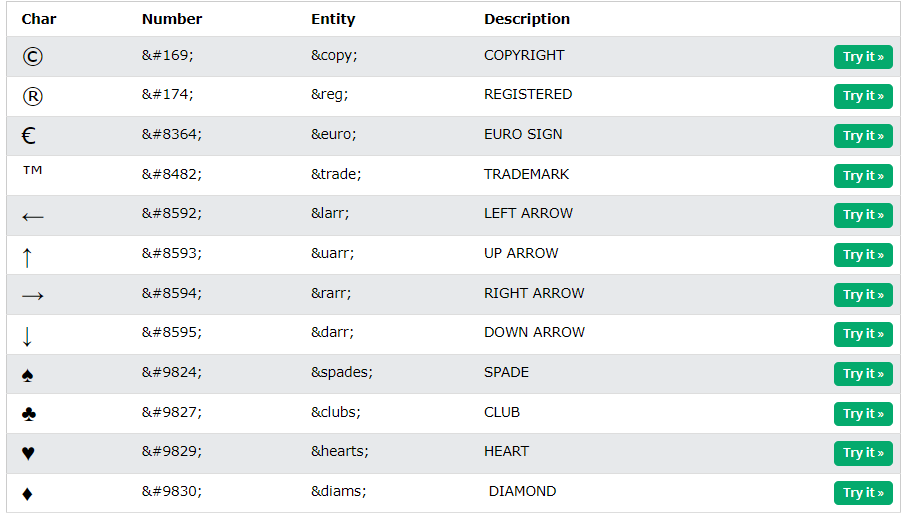 Char Number Entity Description
© &#169; &copy; COPYRIGHT Try it »
® &#174; &reg; REGISTERED Try it »
€ &#8364; &euro; EURO SIGN Try it »
™ &#8482; &trade; TRADEMARK Try it »
← &#8592; &larr; LEFT ARROW Try it »
↑ &#8593; &uarr; UP ARROW Try it »
→ &#8594; &rarr; RIGHT ARROW Try it »
↓ &#8595; &darr; DOWN ARROW Try it »
♠ &#9824; &spades; SPADE Try it »
♣ &#9827; &clubs; CLUB Try it »
♥ &#9829; &hearts; HEART Try it »
♦ &#9830; &diams; DIAMOND Try it »